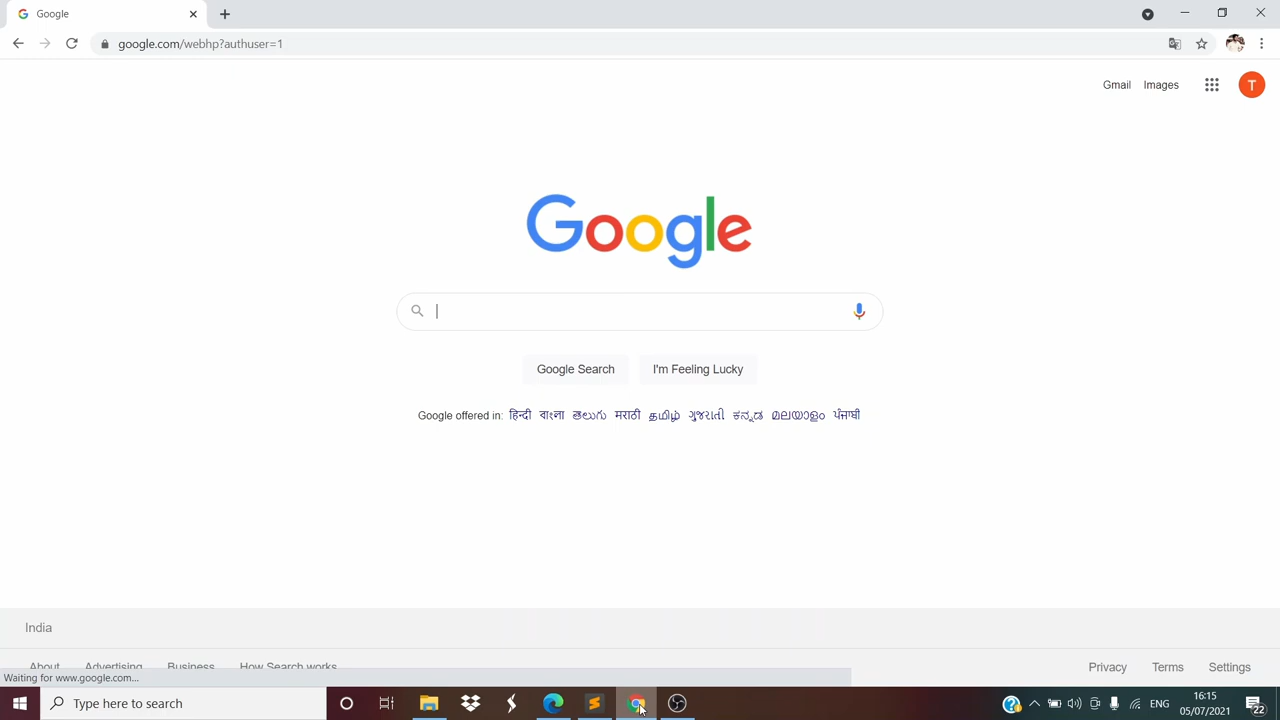 Google
google.com/webhp?authuser=1
Gmail Images
T
Google
Google Search I'm Feeling Lucky
Google offered in: हिन्दी বাংলা తెలుగు मराठी தமிழ் ગુજરાતી ಕನ್ನಡ മലയാളം ਪੰਜਾਬੀ
India
About Advertising Business How Search works Privacy Terms Settings
Waiting for www.google.com...
Type here to search ENG 16:15
05/07/2021 22